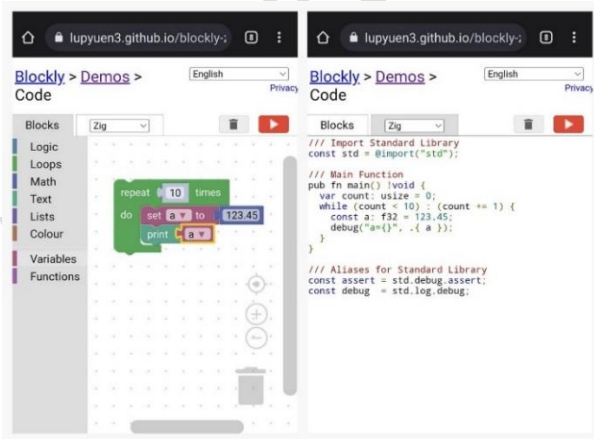 lupyuen3.github.io/blockly-
8
Blockly > Demos >
Code
English
Privacy
Blocks
Zig
Logic
Loops
Math
Text
Lists
Colour
Variables
Functions
repeat 10 times
do set a to 123.45
print a
lupyuen3.github.io/blockly-
8
Blockly > Demos >
Code
English
Privacy
Blocks
Zig
/// Import Standard Library
const std = @import("std");
/// Main Function
pub fn main() !void {
var count: usize = 0;
while (count < 10) : (count += 1) {
const a: f32 = 123.45;
debug("a={}", .{ a });
}
}
/// Aliases for Standard Library
const assert = std.debug.assert;
const debug = std.log.debug;